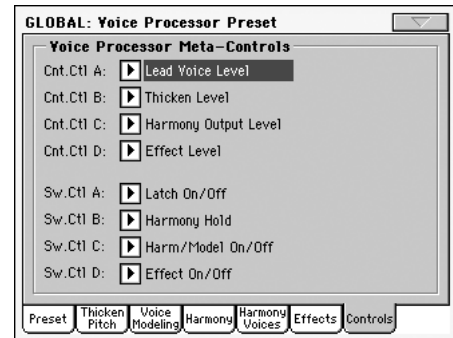 GLOBAL: Voice Processor Preset
Voice Processor Meta-Controls
Cnt.Ctl A: Lead Voice Level
Cnt.Ctl B: Thicken Level
Cnt.Ctl C: Harmony Output Level
Cnt.Ctl D: Effect Level
Sw.Ctl A: Latch On/Off
Sw.Ctl B: Harmony Hold
Sw.Ctl C: Harm/Model On/Off
Sw.Ctl D: Effect On/Off
Preset Thicken Pitch Voice Modeling Harmony Harmony Voices Effects Controls